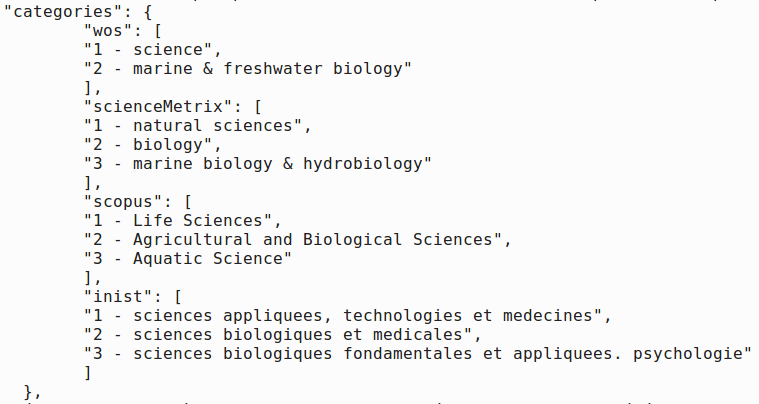 "categories": {
"wos": [
"1 - science",
"2 - marine & freshwater biology"
],
"scienceMetrix": [
"1 - natural sciences",
"2 - biology",
"3 - marine biology & hydrobiology"
],
"scopus": [
"1 - Life Sciences",
"2 - Agricultural and Biological Sciences",
"3 - Aquatic Science"
],
"inist": [
"1 - sciences appliquees, technologies et medecines",
"2 - sciences biologiques et medicales",
"3 - sciences biologiques fondamentales et appliquees. psychologie"
]
},